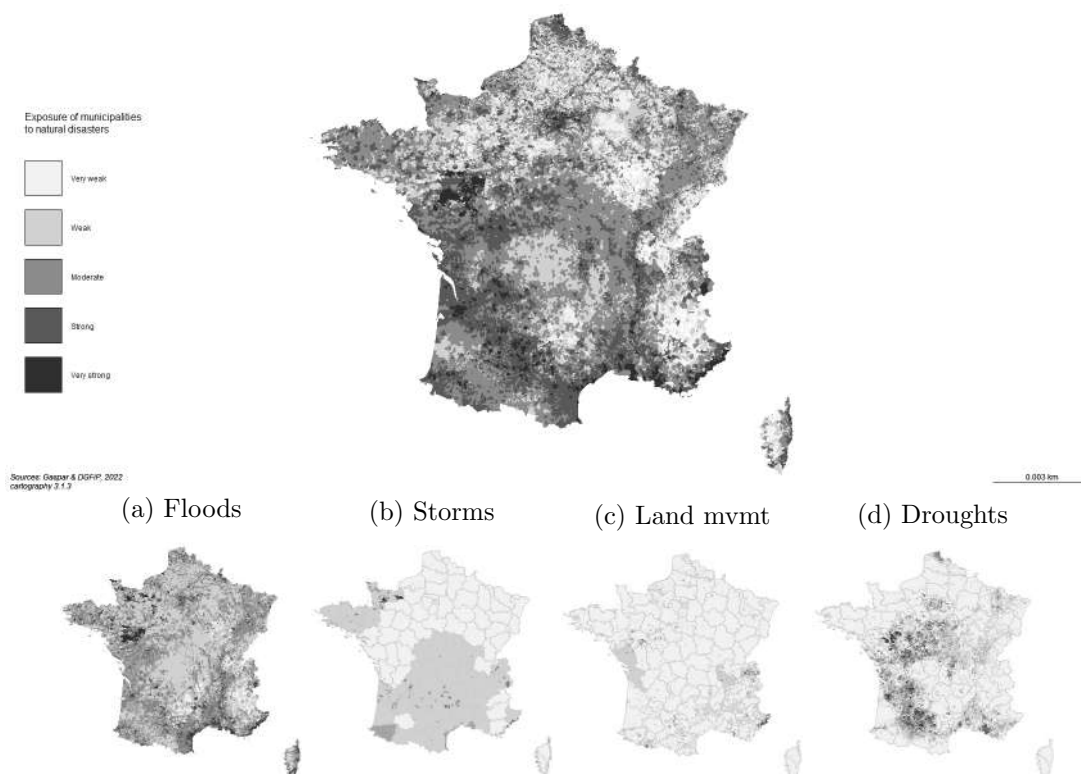 Exposure of municipalities
to natural disasters
Very weak
Weak
Moderate
Strong
Very strong
Sources: Gaspar & DGFIP, 2022
cartography 3.1.3
0.003 km
(a) Floods
(b) Storms
(c) Land mvmt
(d) Droughts